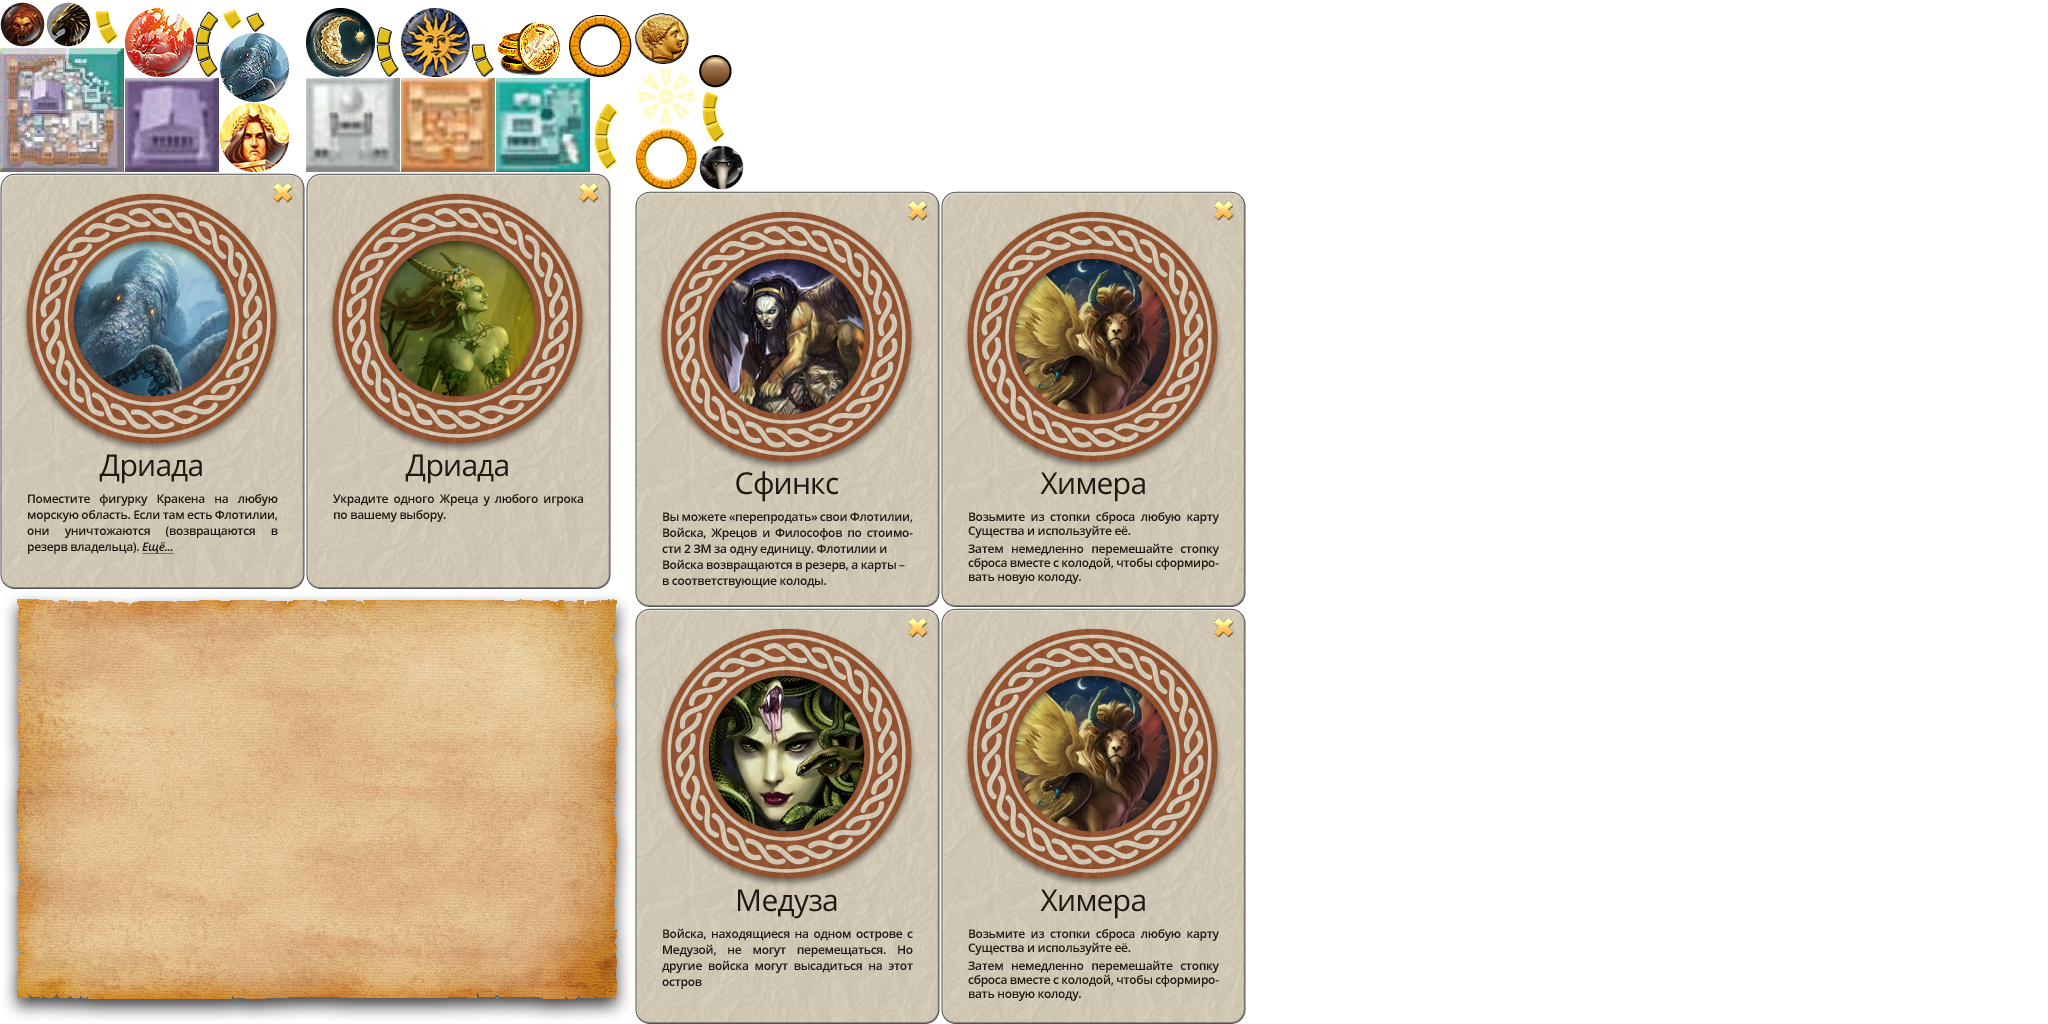 Дриада
Поместите фигурку Кракена на любую
морскую область. Если там есть Флотилии,
они уничтожаются (возвращаются в
резерв владельца). Ещё...
Дриада
Украдите одного Жреца у любого игрока
по вашему выбору.
Сфинкс
Вы можете «перепродать» свои Флотилии,
Войска, Жрецов и Философов по стоимо-
сти 2 ЗМ за одну единицу. Флотилии и
Войска возвращаются в резерв, а карты –
в соответствующие колоды.
Химера
Возьмите из стопки сброса любую карту
Существа и используйте её.
Затем немедленно перемешайте стопку
сброса вместе с колодой, чтобы сформиро-
вать новую колоду.
Медуза
Войска, находящиеся на одном острове с
Медузой, не могут перемещаться. Но
другие войска могут высадиться на этот
остров
Химера
Возьмите из стопки сброса любую карту
Существа и используйте её.
Затем немедленно перемешайте стопку
сброса вместе с колодой, чтобы сформиро-
вать новую колоду.